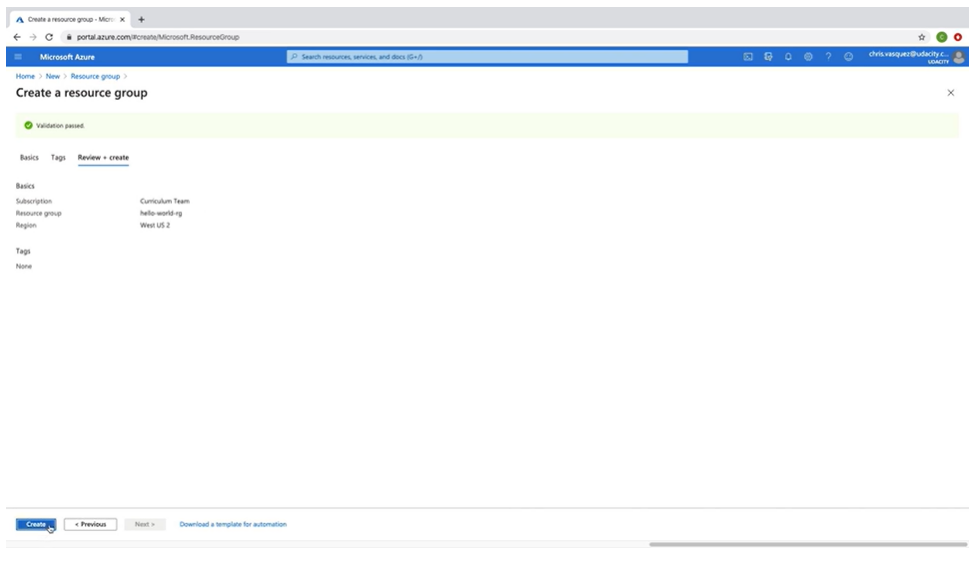 Create a resource group - Micro
portal.azure.com/#create/Microsoft.ResourceGroup
Microsoft Azure
Search resources, services, and docs (G+/)
chris.vasquez@udacity.c...
UDACITY
Home > New > Resource group >
Create a resource group
Validation passed.
Basics Tags Review + create
Basics
Subscription Curriculum Team
Resource group hello-world-rg
Region West US 2
Tags
None
Create < Previous Next > Download a template for automation